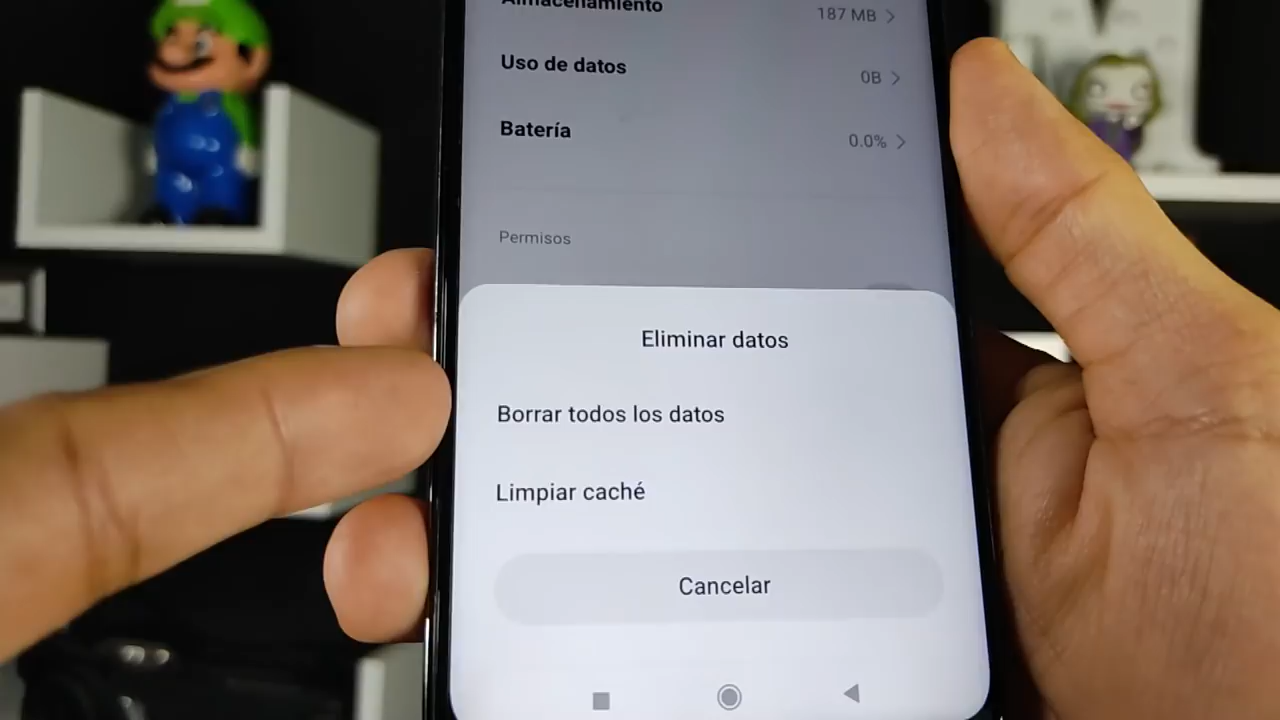 Almacenamiento 187 MB
Uso de datos 0B
Batería 0.0%
Permisos
Eliminar datos
Borrar todos los datos
Limpiar caché
Cancelar